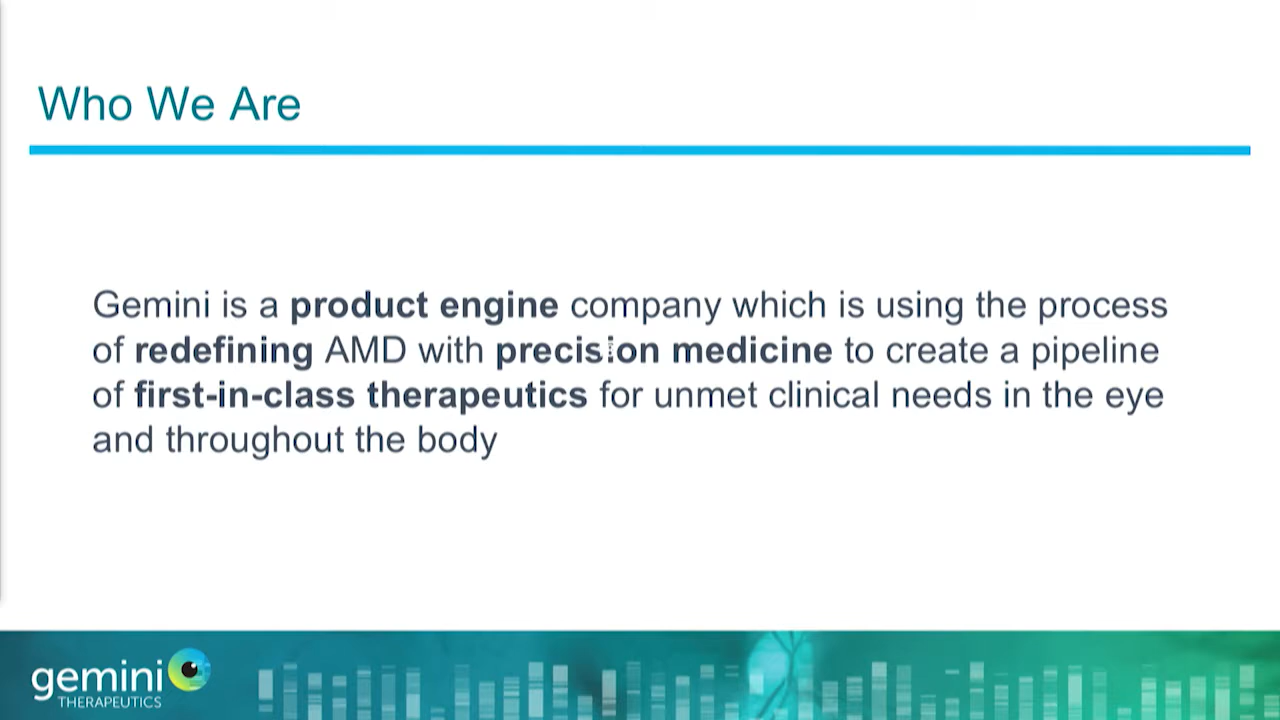 Who We Are
Gemini is a product engine company which is using the process
of redefining AMD with precision medicine to create a pipeline
of first-in-class therapeutics for unmet clinical needs in the eye
and throughout the body
gemini
THERAPEUTICS